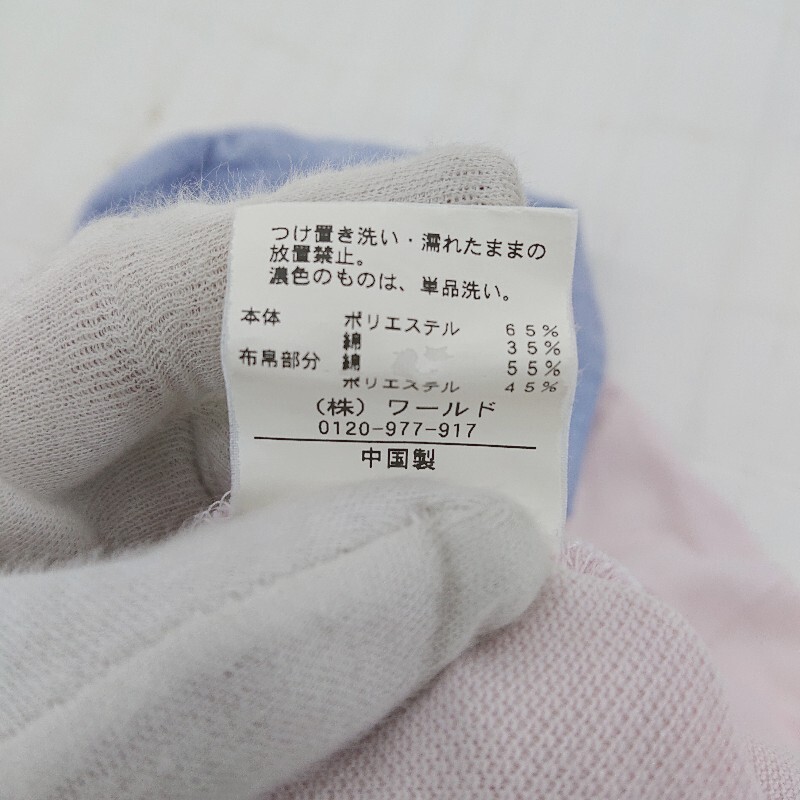 つけ置き洗い・濡れたままの
放置禁止。
濃色のものは、単品洗い。
本体 ポリエステル 65%
綿 35%
布帛部分 綿 55%
ポリエステル 45%
(株) ワールド
0120-977-917
中国製